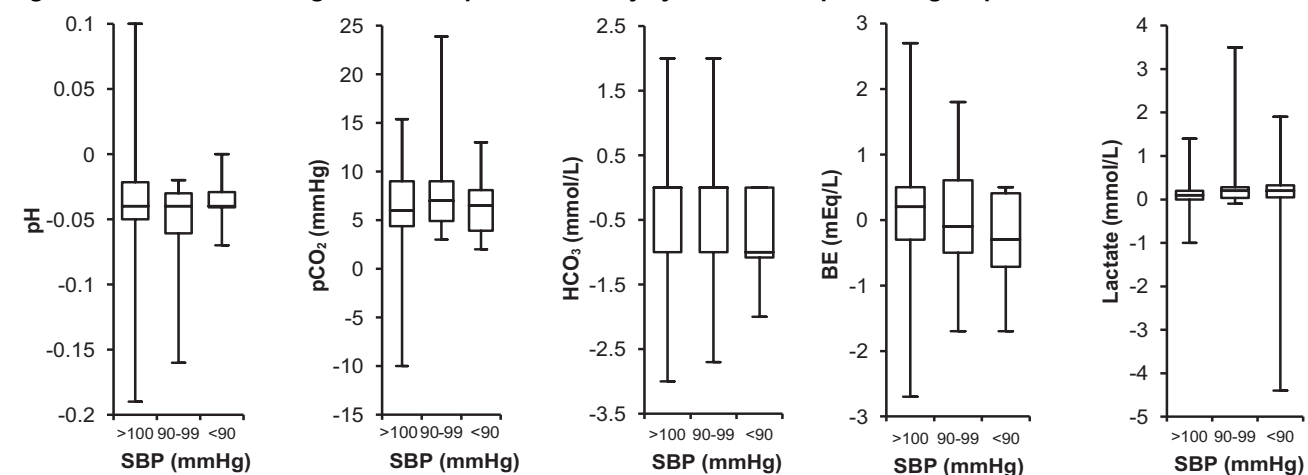 0.1
0.05
0
-0.05
-0.1
-0.15
-0.2
pH
>100 90-99 <90
SBP (mmHg)
25
20
15
10
5
0
-5
-10
-15
pCO₂ (mmHg)
>100 90-99 <90
SBP (mmHg)
2.5
1.5
0.5
-0.5
-1.5
-2.5
-3.5
HCO₃ (mmol/L)
>100 90-99 <90
SBP (mmHg)
3
2
1
0
-1
-2
-3
BE (mEq/L)
>100 90-99 <90
SBP (mmHg)
4
3
2
1
0
-1
-2
-3
-4
-5
Lactate (mmol/L)
>100 90-99 <90
SBP (mmHg)